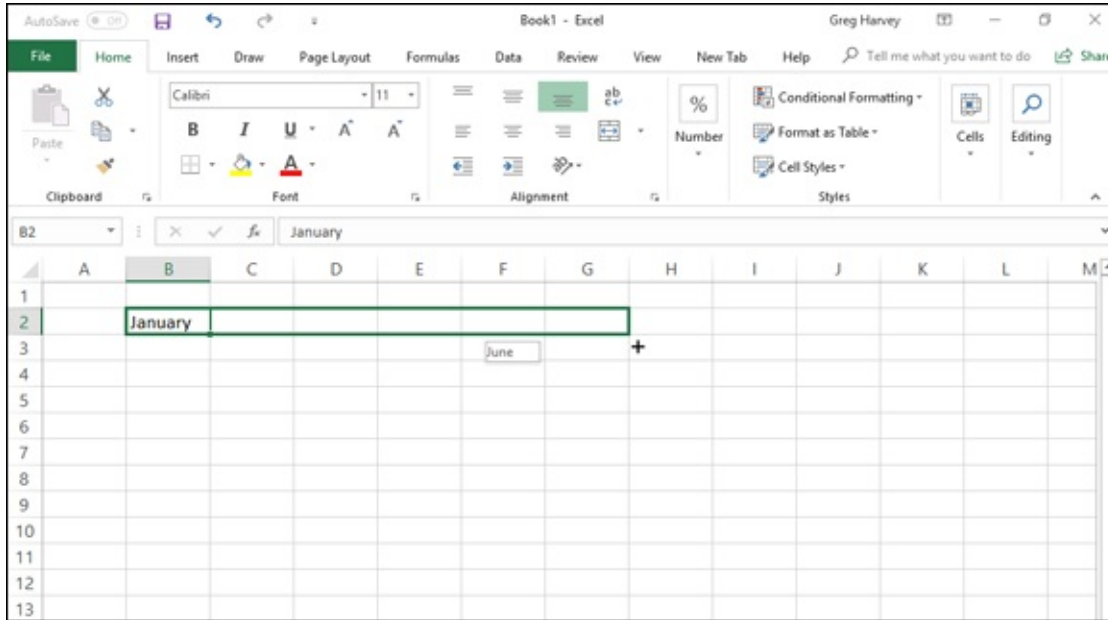 AutoSave Off Book1 - Excel Greg Harvey
File Home Insert Draw Page Layout Formulas Data Review View New Tab Help Tell me what you want to do Shar
Calibri 11 ab % Conditional Formatting
Paste B I U A A Number Format as Table Cells Editing
A Cell Styles
Clipboard Font Alignment Styles
B2 fx January
A B C D E F G H I J K L M
1
2 January
3 June
4
5
6
7
8
9
10
11
12
13